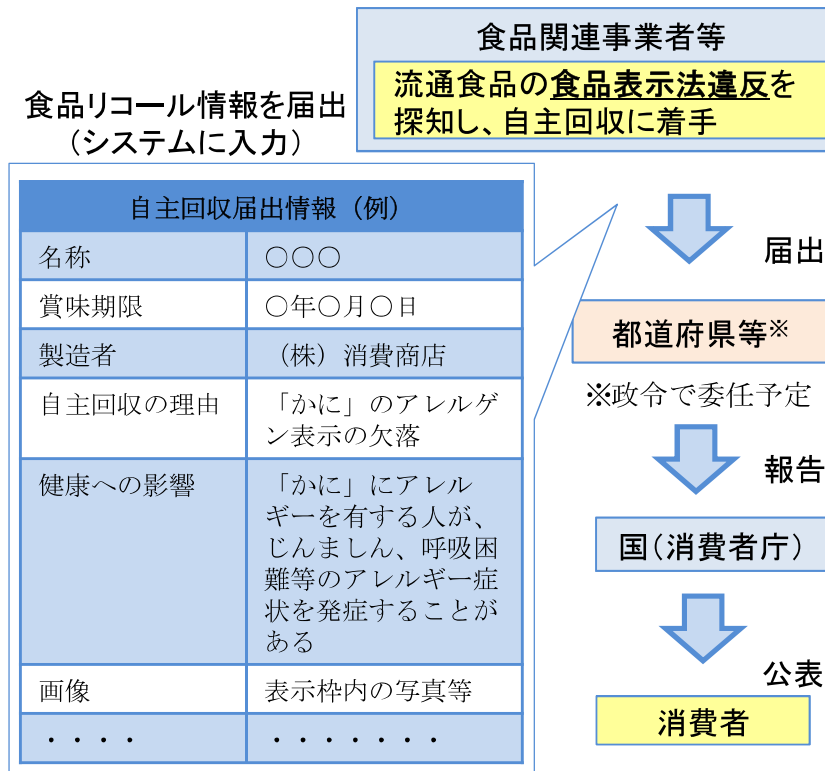 食品関連事業者等
流通食品の食品表示法違反を
探知し、自主回収に着手
食品リコール情報を届出
（システムに入力）
自主回収届出情報（例）
名称 ○○○
賞味期限 ○年○月○日
製造者 （株）消費商店
自主回収の理由 「かに」のアレルゲ
ン表示の欠落
健康への影響 「かに」にアレル
ギーを有する人が、
じんましん、呼吸困
難等のアレルギー症
状を発症することが
ある
画像 表示枠内の写真等
・・・・ ・・・・・・・
届出
都道府県等※
※政令で委任予定
報告
国（消費者庁）
公表
消費者